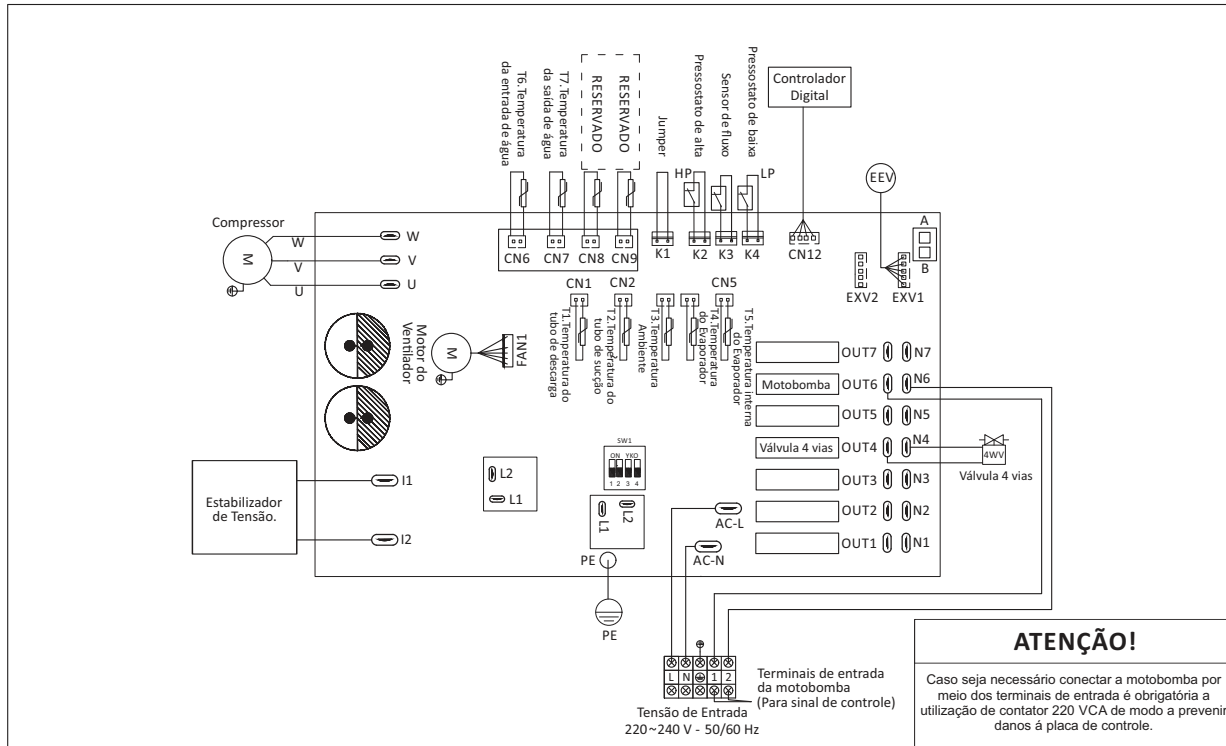 T6.Temperatura
da entrada de água
T7.Temperatura
da saída de água
RESERVADO
RESERVADO
Jumper
Pressostato de alta
Sensor de fluxo
Pressostato de baixa
HP
LP
Controlador
Digital
EEV
A
B
Compressor
M
W
V
U
W
V
U
CN6
CN7
CN8
CN9
K1
K2
K3
K4
CN12
EXV2
EXV1
CN1
CN2
CN5
T1.Temperatura do
tubo de descarga
T2.Temperatura do
tubo de sucção
T3.Temperatura
Ambiente
T4.Temperatura
do Evaporador
T5.Temperatura interna
do Evaporador
Motor do
Ventilador
M
FAN1
OUT7
N7
Motobomba
OUT6
N6
OUT5
N5
Válvula 4 vias
OUT4
N4
4WV
Válvula 4 vias
OUT3
N3
OUT2
N2
OUT1
N1
SW1
ON YKO
1 2 3 4
L2
L1
L1
L2
Estabilizador
de Tensão.
I1
I2
AC-L
AC-N
PE
PE
L N 1 2
Terminais de entrada
da motobomba
(Para sinal de controle)
Tensão de Entrada
220~240 V - 50/60 Hz
ATENÇÃO!
Caso seja necessário conectar a motobomba por
meio dos terminais de entrada é obrigatória a
utilização de contator 220 VCA de modo a prevenir
danos á placa de controle.